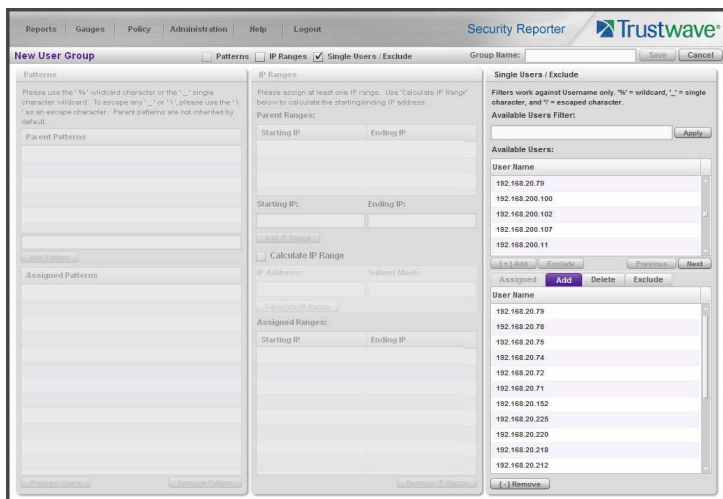 Reports Gauges Policy Administration Help Logout
Security Reporter
Trustwave®
New User Group
Patterns
IP Ranges
Single Users / Exclude
Group Name:
Save
Cancel
Patterns
Please use the '%' wildcard character or the '_' single
character wildcard. To escape any '_' or '\', please use the '\
' as an escape character. Parent patterns are not inherited by
default.
Parent Patterns
Add Pattern
Assigned Patterns
Preview Users
Remove Pattern
IP Ranges
Please assign at least one IP range. Use 'Calculate IP Range'
below to calculate the starting/ending IP address.
Parent Ranges:
Starting IP Ending IP
Starting IP: Ending IP:
Add IP Range
Calculate IP Range
IP Address: Subnet Mask:
Calculate IP Range
Assigned Ranges:
Starting IP Ending IP
Remove IP Range
Single Users / Exclude
Filters work against Username only. '%' = wildcard, '_' = single
character, and '\' = escaped character.
Available Users Filter:
Apply
Available Users:
User Name
192.168.20.79
192.168.200.100
192.168.200.102
192.168.200.107
192.168.200.11
[+] Add Exclude Previous Next
Assigned Add Delete Exclude
User Name
192.168.20.79
192.168.20.78
192.168.20.75
192.168.20.74
192.168.20.72
192.168.20.71
192.168.20.152
192.168.20.225
192.168.20.220
192.168.20.218
192.168.20.212
[-] Remove